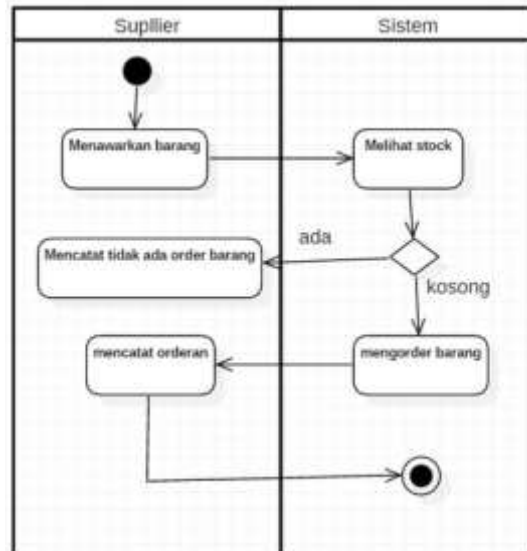 Supllier
Sistem
Menawarkan barang
Melihat stock
ada
Mencatat tidak ada order barang
kosong
mencatat orderan
mengorder barang